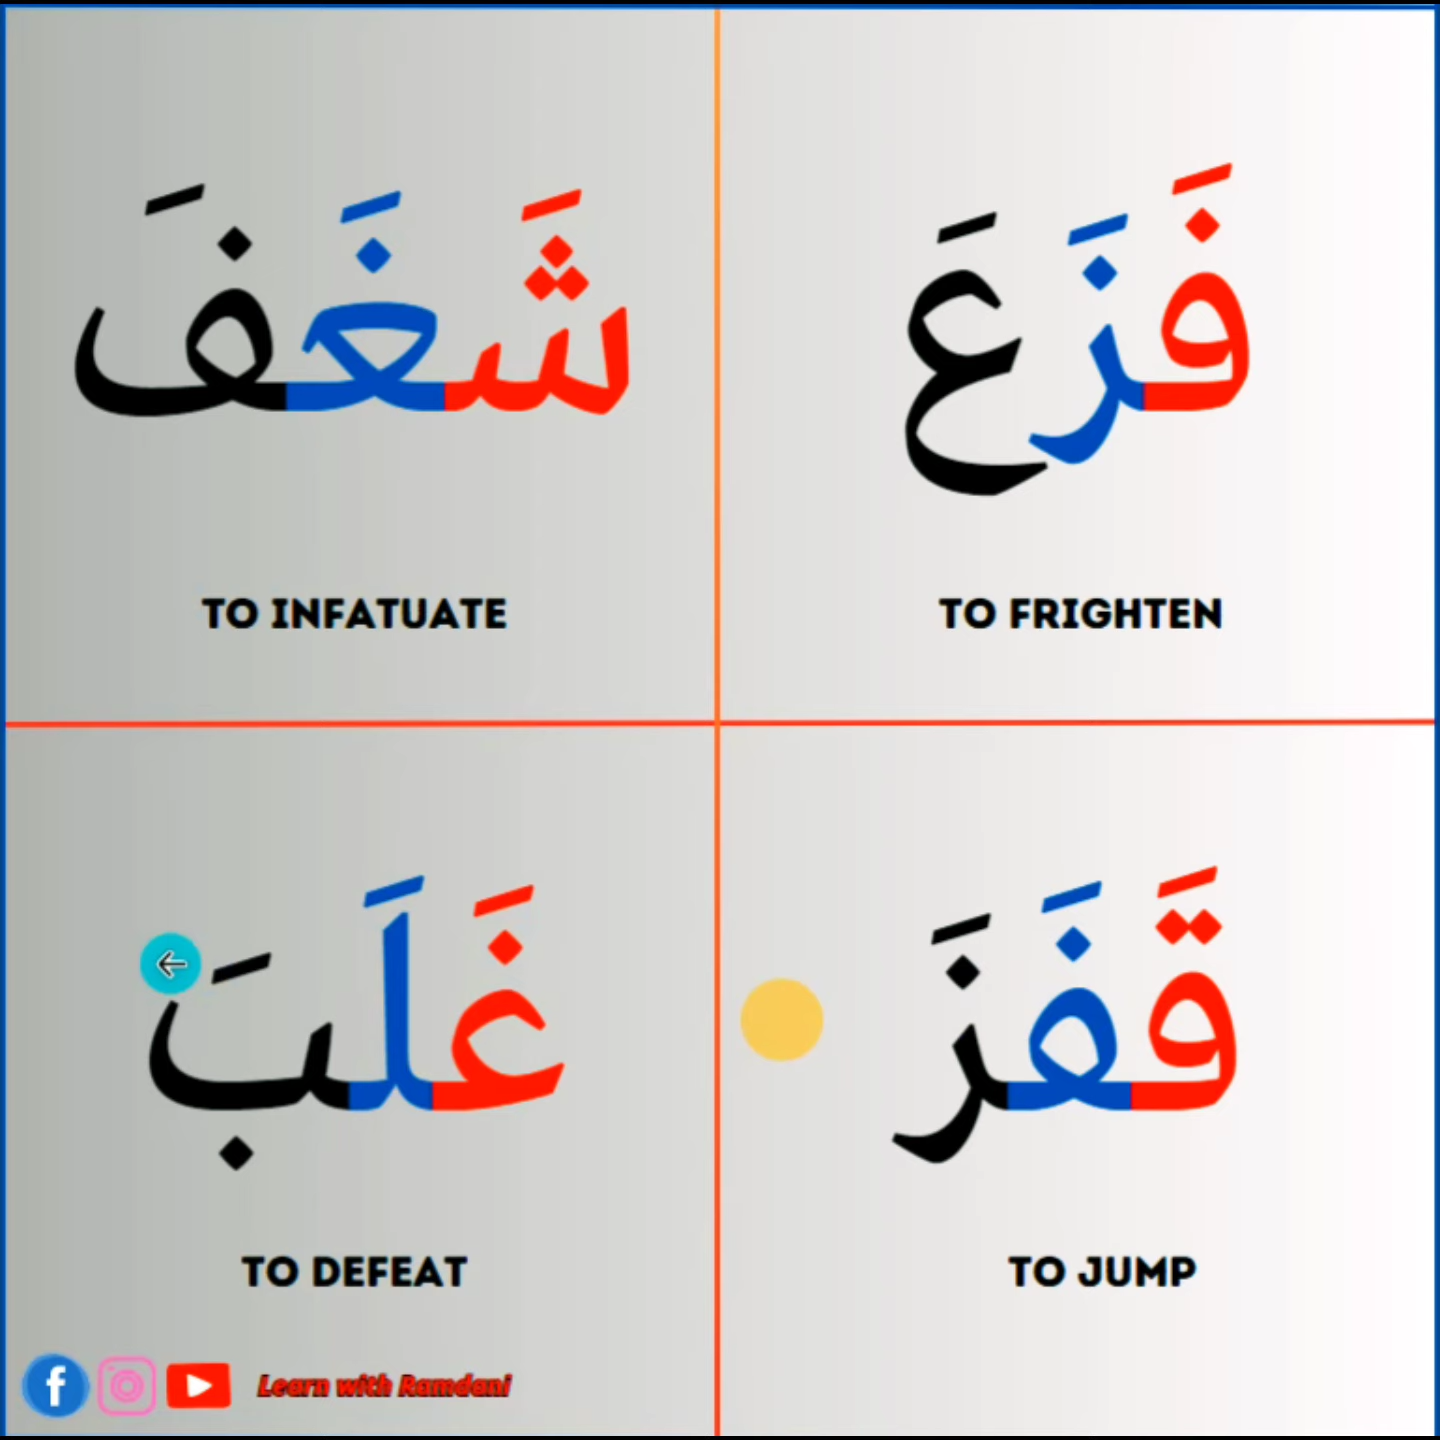 فَزَعَ
TO FRIGHTEN
شَغَفَ
TO INFATUATE
قَفَزَ
TO JUMP
غَلَبَ
TO DEFEAT
Learn with Ramdani